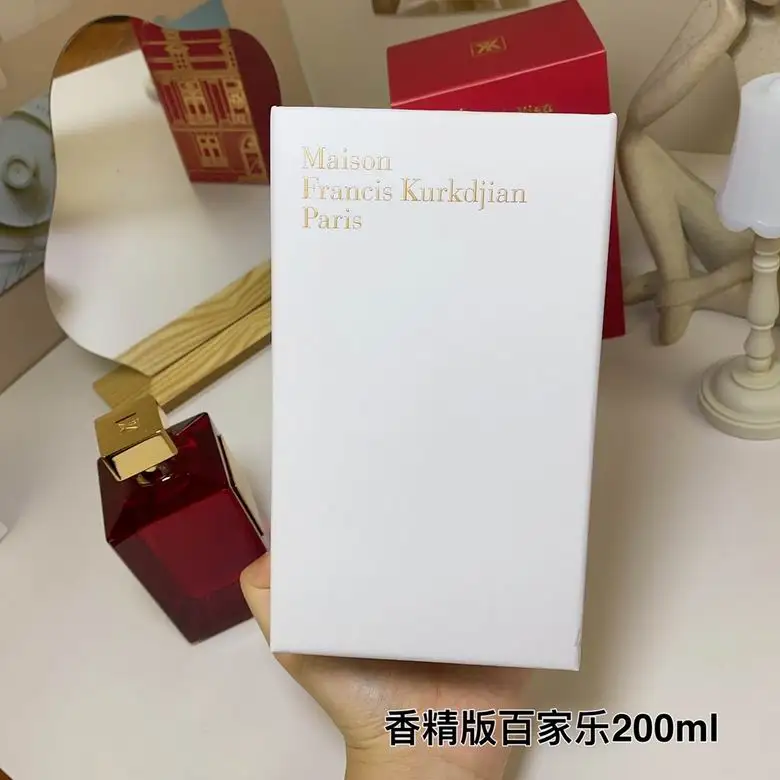 Maison
Francis Kurkdjian
Paris
香精版百家乐200ml